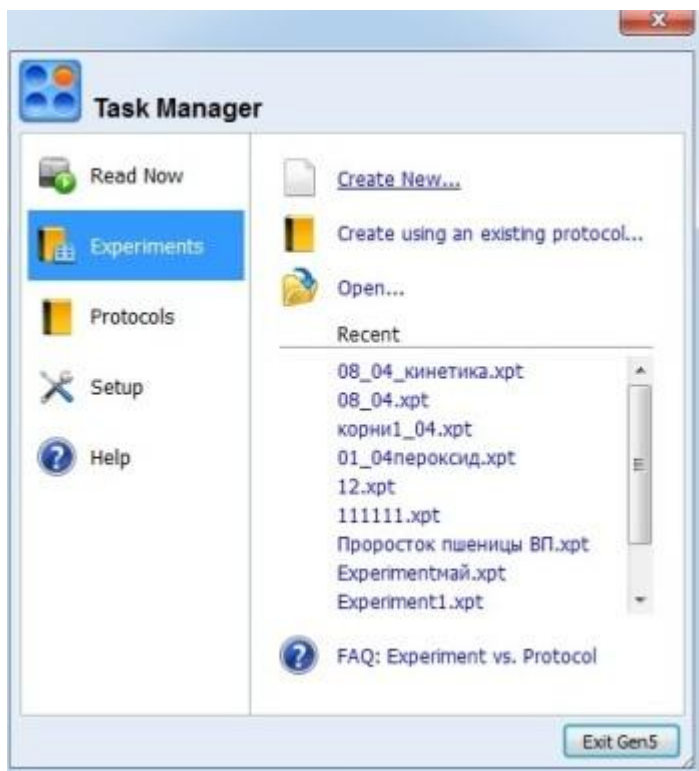 Task Manager
Read Now
Experiments
Protocols
Setup
Help
Create New...
Create using an existing protocol...
Open...
Recent
08_04_кинетика.xpt
08_04.xpt
корни1_04.xpt
01_04пероксид.xpt
12.xpt
111111.xpt
Проросток пшеницы ВП.xpt
Experimentмай.xpt
Experiment1.xpt
FAQ: Experiment vs. Protocol
Exit Gen5